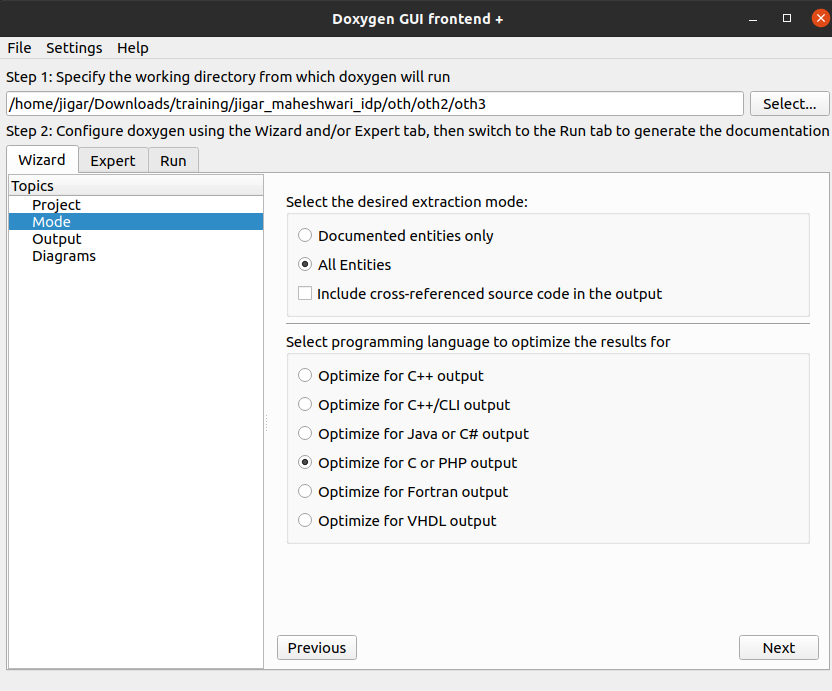 Doxygen GUI frontend +
File Settings Help
Step 1: Specify the working directory from which doxygen will run
/home/jigar/Downloads/training/jigar_maheshwari_idp/oth/oth2/oth3 Select...
Step 2: Configure doxygen using the Wizard and/or Expert tab, then switch to the Run tab to generate the documentation
Wizard Expert Run
Topics
Project
Mode
Output
Diagrams
Select the desired extraction mode:
Documented entities only
All Entities
Include cross-referenced source code in the output
Select programming language to optimize the results for
Optimize for C++ output
Optimize for C++/CLI output
Optimize for Java or C# output
Optimize for C or PHP output
Optimize for Fortran output
Optimize for VHDL output
Previous Next